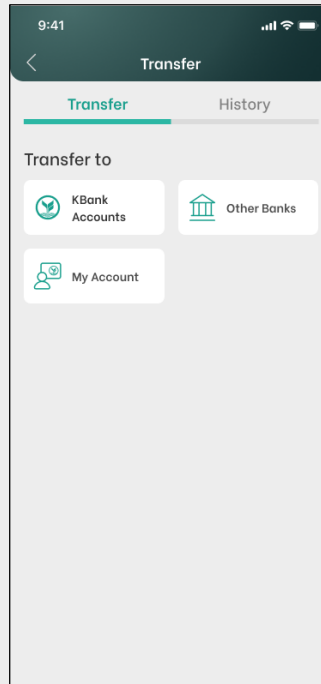 9:41
Transfer
Transfer History
Transfer to
KBank
Accounts
Other Banks
My Account